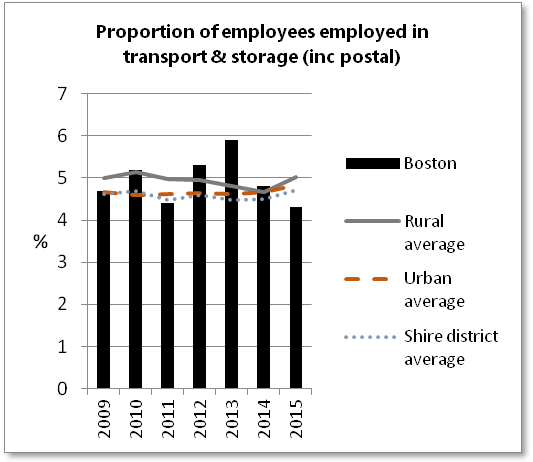 Proportion of employees employed in
transport & storage (inc postal)
7
6
5
4
3
2
1
0
%
2009
2010
2011
2012
2013
2014
2015
Boston
Rural
average
Urban
average
Shire district
average